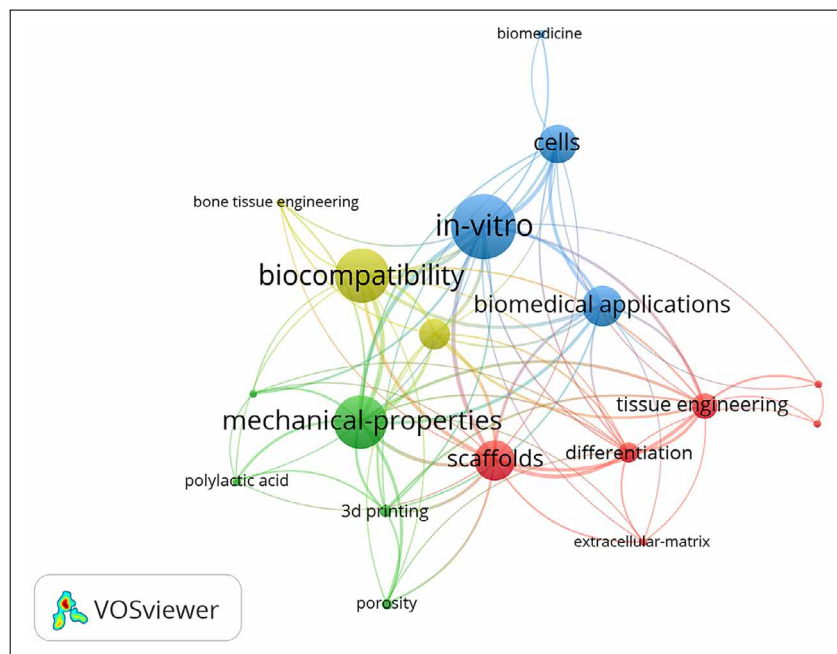 biomedicine
cells
bone tissue engineering
in-vitro
biocompatibility
biomedical applications
mechanical-properties
tissue engineering
scaffolds
differentiation
polylactic acid
3d printing
extracellular-matrix
porosity
VOSviewer